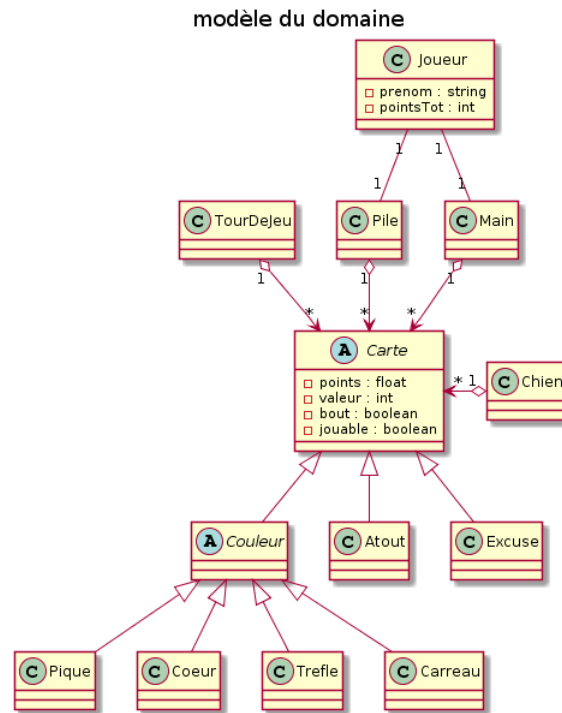 modèle du domaine
C Joueur
prenom : string
pointsTot : int
1 1
1 1
C TourDeJeu
C Pile
C Main
1 1 1
* * *
A Carte
points : float
valeur : int
bout : boolean
jouable : boolean
* 1
C Chien
A Couleur
C Atout
C Excuse
C Pique
C Coeur
C Trefle
C Carreau